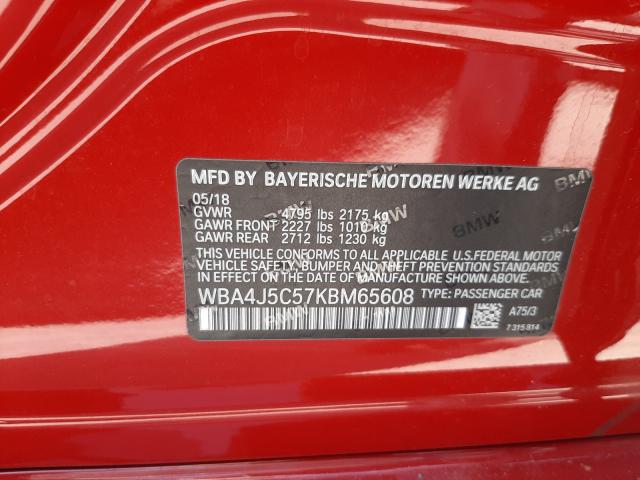 MFD BY BAYERISCHE MOTOREN WERKE AG
05/18
GVWR 4795 lbs 2175 kg
GAWR FRONT 2227 lbs 1010 kg
GAWR REAR 2712 lbs 1230 kg
THIS VEHICLE CONFORMS TO ALL APPLICABLE U.S.FEDERAL MOTOR
VEHICLE SAFETY, BUMPER AND THEFT PREVENTION STANDARDS
IN EFFECT ON THE DATE OF MANUFACTURE SHOWN ABOVE.
WBA4J5C57KBM65608 TYPE: PASSENGER CAR
A75/3
7 315 814